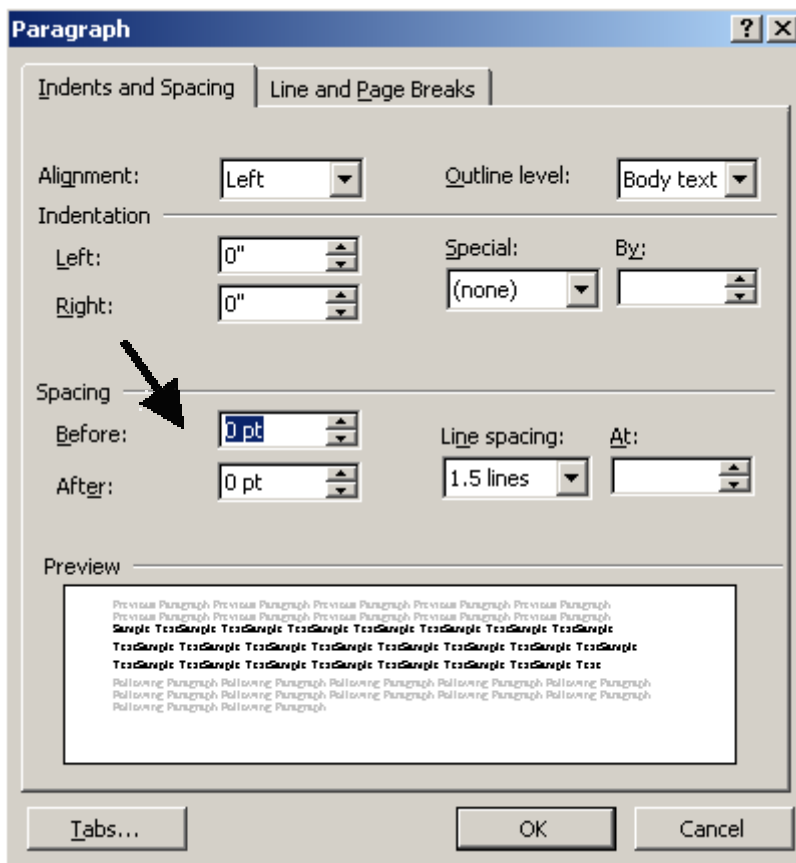 Paragraph
Indents and Spacing Line and Page Breaks
Alignment: Left Outline level: Body text
Indentation
Left: 0" Special: By:
Right: 0" (none)
Spacing
Before: 0 pt Line spacing: At:
After: 0 pt 1.5 lines
Preview
Previous Paragraph Previous Paragraph Previous Paragraph Previous Paragraph Previous Paragraph
Previous Paragraph Previous Paragraph Previous Paragraph Previous Paragraph Previous Paragraph
Sample TextSample TextSample TextSample TextSample TextSample TextSample TextSample
TextSample TextSample TextSample TextSample TextSample TextSample TextSample TextSample
TextSample TextSample TextSample TextSample TextSample TextSample TextSample Text
Following Paragraph Following Paragraph Following Paragraph Following Paragraph Following Paragraph
Following Paragraph Following Paragraph Following Paragraph Following Paragraph Following Paragraph
Following Paragraph Following Paragraph
Tabs... OK Cancel